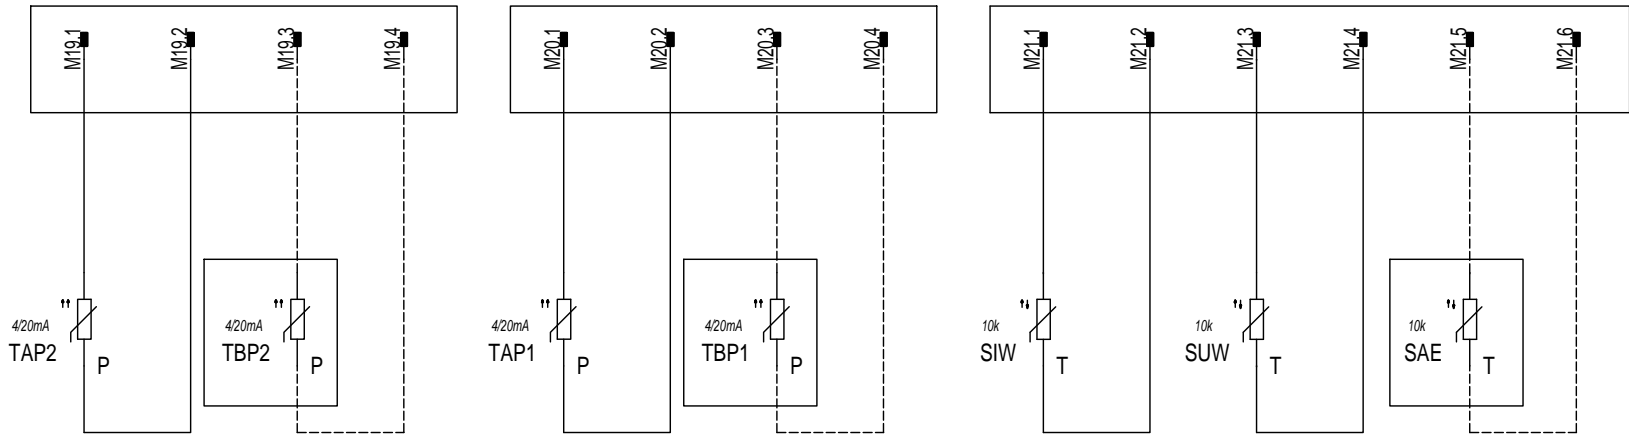 M19.1 M19.2 M19.3 M19.4 M20.1 M20.2 M20.3 M20.4 M21.1 M21.2 M21.3 M21.4 M21.5 M21.6
4/20mA 4/20mA 4/20mA 4/20mA 10k 10k 10k
TAP2 TBP2 TAP1 TBP1 SIW SUW SAE
P P P P T T T